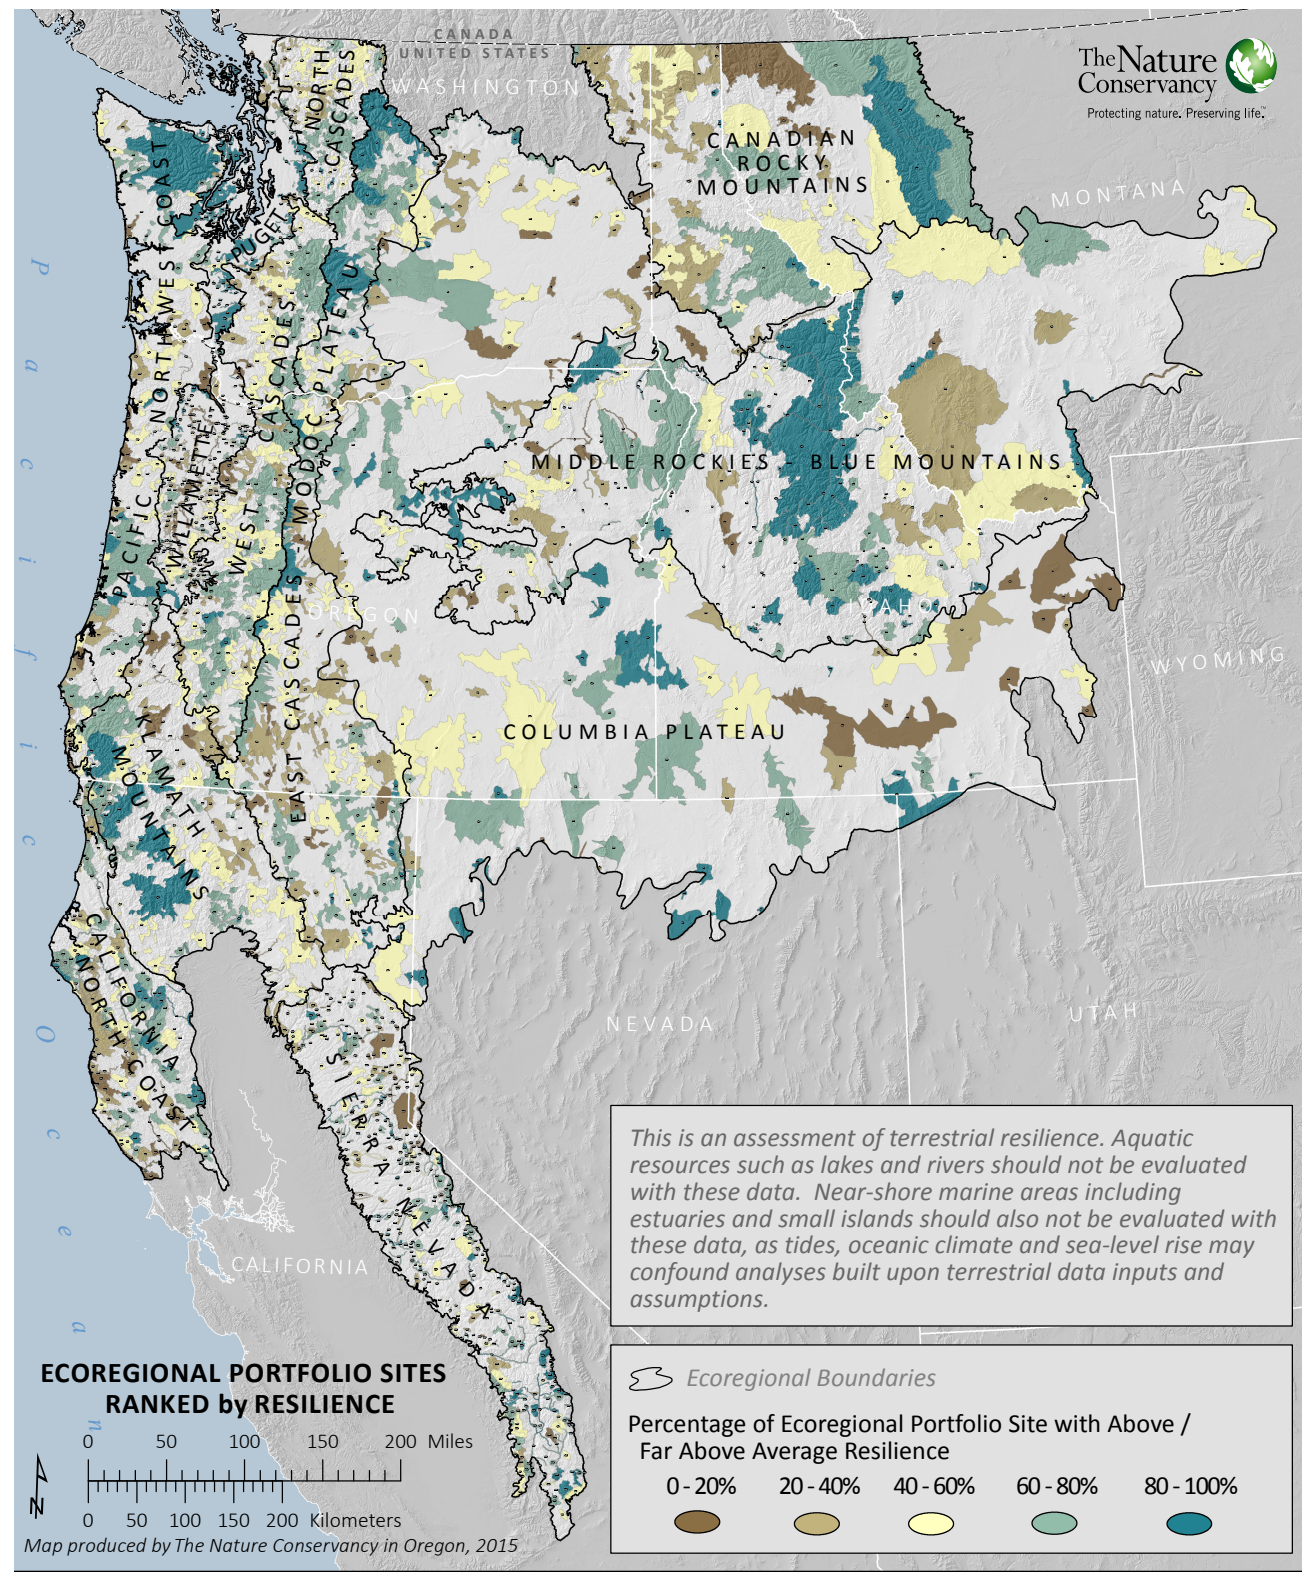 CANADA
UNITED STATES
WASHINGTON
The Nature
Conservancy
Protecting nature. Preserving life.™
NORTH
CASCADES
CANADIAN
ROCKY
MOUNTAINS
MONTANA
PACIFIC NORTHWEST COAST
PUGET
WILLAMETTE
WEST CASCADES
EAST CASCADES - MODOC PLATEAU
MIDDLE ROCKIES - BLUE MOUNTAINS
OREGON
IDAHO
WYOMING
COLUMBIA PLATEAU
KLAMATH
MOUNTAINS
CALIFORNIA
NORTH COAST
SIERRA NEVADA
NEVADA
UTAH
CALIFORNIA
Pacific Ocean
This is an assessment of terrestrial resilience. Aquatic
resources such as lakes and rivers should not be evaluated
with these data. Near-shore marine areas including
estuaries and small islands should also not be evaluated with
these data, as tides, oceanic climate and sea-level rise may
confound analyses built upon terrestrial data inputs and
assumptions.
Ecoregional Boundaries
Percentage of Ecoregional Portfolio Site with Above /
Far Above Average Resilience
0 - 20% 20 - 40% 40 - 60% 60 - 80% 80 - 100%
ECOREGIONAL PORTFOLIO SITES
RANKED by RESILIENCE
0 50 100 150 200 Miles
0 50 100 150 200 Kilometers
N
Map produced by The Nature Conservancy in Oregon, 2015